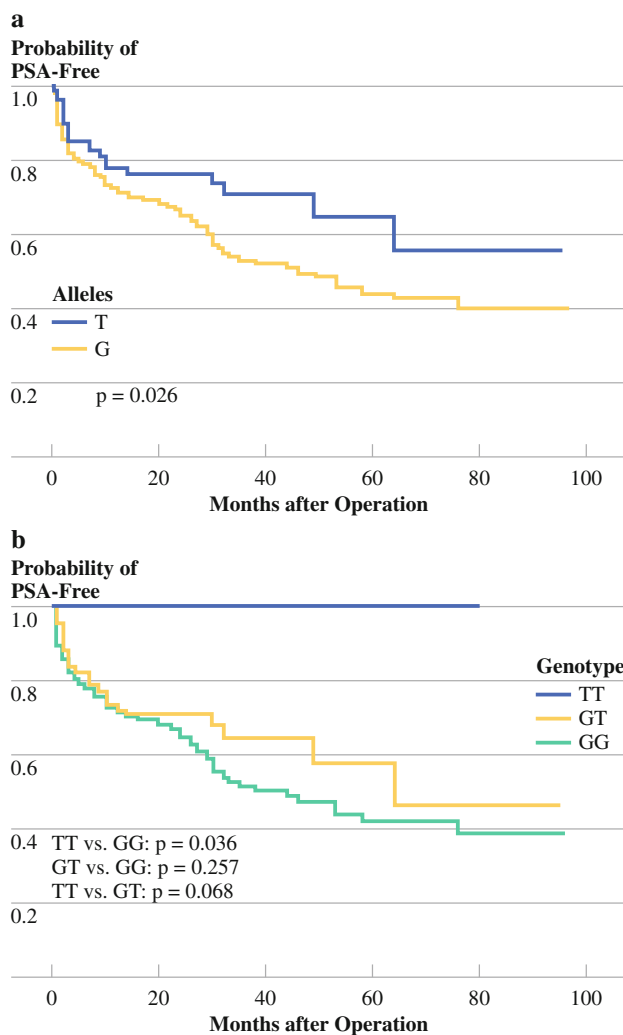 a
Probability of
PSA-Free
1.0
0.8
0.6
Alleles
T
0.4
G
0.2
p = 0.026
0 20 40 60 80 100
Months after Operation
b
Probability of
PSA-Free
1.0
Genotype
0.8
TT
GT
GG
0.6
0.4
TT vs. GG: p = 0.036
GT vs. GG: p = 0.257
TT vs. GT: p = 0.068
0.2
0 20 40 60 80 100
Months after Operation